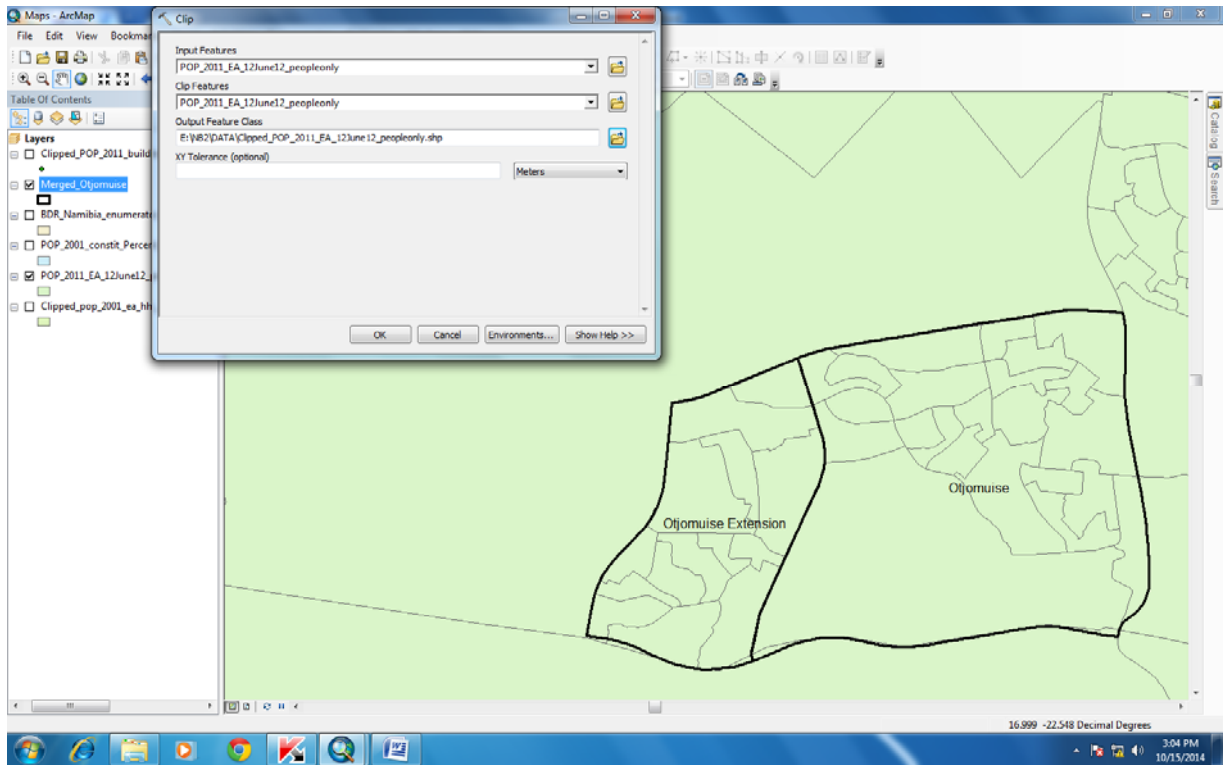 Maps - ArcMap
File Edit View Bookmar
Table Of Contents
Layers
Clipped_POP_2011_build
Merged_Otjomuise
BDR_Namibia_enumerat
POP_2001_constit_Percer
POP_2011_EA_12June12_p
Clipped_pop_2001_ea_hh
Clip
Input Features
POP_2011_EA_12June12_peopleonly
Clip Features
POP_2011_EA_12June12_peopleonly
Output Feature Class
E:\NB2\DATA\Clipped_POP_2011_EA_12June12_peopleonly.shp
XY Tolerance (optional)
Meters
OK Cancel Environments... Show Help >>
Catalog
Search
Otjomuise
Otjomuise Extension
16.999 -22.548 Decimal Degrees
3:04 PM
10/15/2014